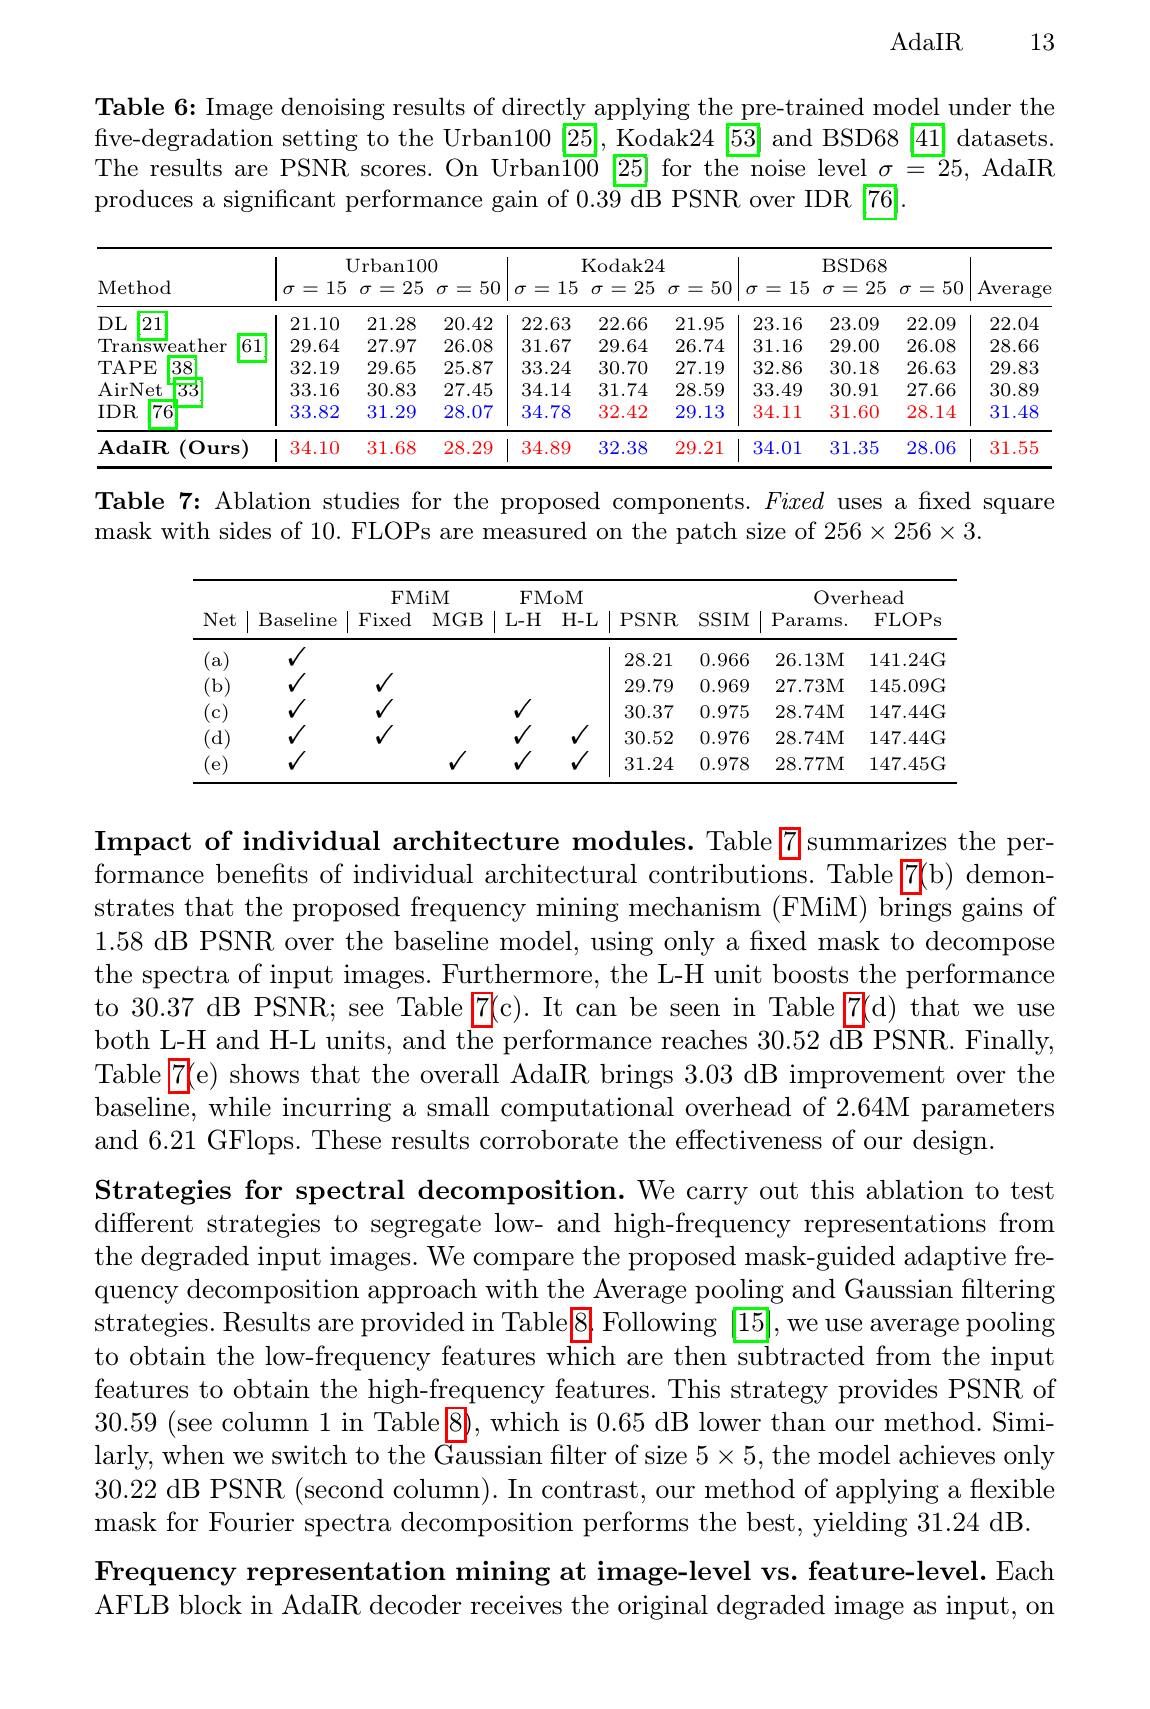 AdaIR 13
Table 6: Image denoising results of directly applying the pre-trained model under the
five-degradation setting to the Urban100 [25], Kodak24 [53] and BSD68 [41] datasets.
The results are PSNR scores. On Urban100 [25] for the noise level σ = 25, AdaIR
produces a significant performance gain of 0.39 dB PSNR over IDR [76].
Urban100 Kodak24 BSD68
Method σ = 15 σ = 25 σ = 50 σ = 15 σ = 25 σ = 50 σ = 15 σ = 25 σ = 50 Average
DL [21] 21.10 21.28 20.42 22.63 22.66 21.95 23.16 23.09 22.09 22.04
Transweather [61] 29.64 27.97 26.08 31.67 29.64 26.74 31.16 29.00 26.08 28.66
TAPE [38] 32.19 29.65 25.87 33.24 30.70 27.19 32.86 30.18 26.63 29.83
AirNet [33] 33.16 30.83 27.45 34.14 31.74 28.59 33.49 30.91 27.66 30.89
IDR [76] 33.82 31.29 28.07 34.78 32.42 29.13 34.11 31.60 28.14 31.48
AdaIR (Ours) 34.10 31.68 28.29 34.89 32.38 29.21 34.01 31.35 28.06 31.55
Table 7: Ablation studies for the proposed components. Fixed uses a fixed square
mask with sides of 10. FLOPs are measured on the patch size of 256 × 256 × 3.
FMiM FMoM Overhead
Net Baseline Fixed MGB L-H H-L PSNR SSIM Params. FLOPs
(a) ✓ 28.21 0.966 26.13M 141.24G
(b) ✓ ✓ 29.79 0.969 27.73M 145.09G
(c) ✓ ✓ ✓ 30.37 0.975 28.74M 147.44G
(d) ✓ ✓ ✓ ✓ 30.52 0.976 28.74M 147.44G
(e) ✓ ✓ ✓ ✓ 31.24 0.978 28.77M 147.45G
Impact of individual architecture modules. Table 7 summarizes the per-
formance benefits of individual architectural contributions. Table 7(b) demon-
strates that the proposed frequency mining mechanism (FMiM) brings gains of
1.58 dB PSNR over the baseline model, using only a fixed mask to decompose
the spectra of input images. Furthermore, the L-H unit boosts the performance
to 30.37 dB PSNR; see Table 7(c). It can be seen in Table 7(d) that we use
both L-H and H-L units, and the performance reaches 30.52 dB PSNR. Finally,
Table 7(e) shows that the overall AdaIR brings 3.03 dB improvement over the
baseline, while incurring a small computational overhead of 2.64M parameters
and 6.21 GFlops. These results corroborate the effectiveness of our design.
Strategies for spectral decomposition. We carry out this ablation to test
different strategies to segregate low- and high-frequency representations from
the degraded input images. We compare the proposed mask-guided adaptive fre-
quency decomposition approach with the Average pooling and Gaussian filtering
strategies. Results are provided in Table 8. Following [15], we use average pooling
to obtain the low-frequency features which are then subtracted from the input
features to obtain the high-frequency features. This strategy provides PSNR of
30.59 (see column 1 in Table 8), which is 0.65 dB lower than our method. Simi-
larly, when we switch to the Gaussian filter of size 5 × 5, the model achieves only
30.22 dB PSNR (second column). In contrast, our method of applying a flexible
mask for Fourier spectra decomposition performs the best, yielding 31.24 dB.
Frequency representation mining at image-level vs. feature-level. Each
AFLB block in AdaIR decoder receives the original degraded image as input, on